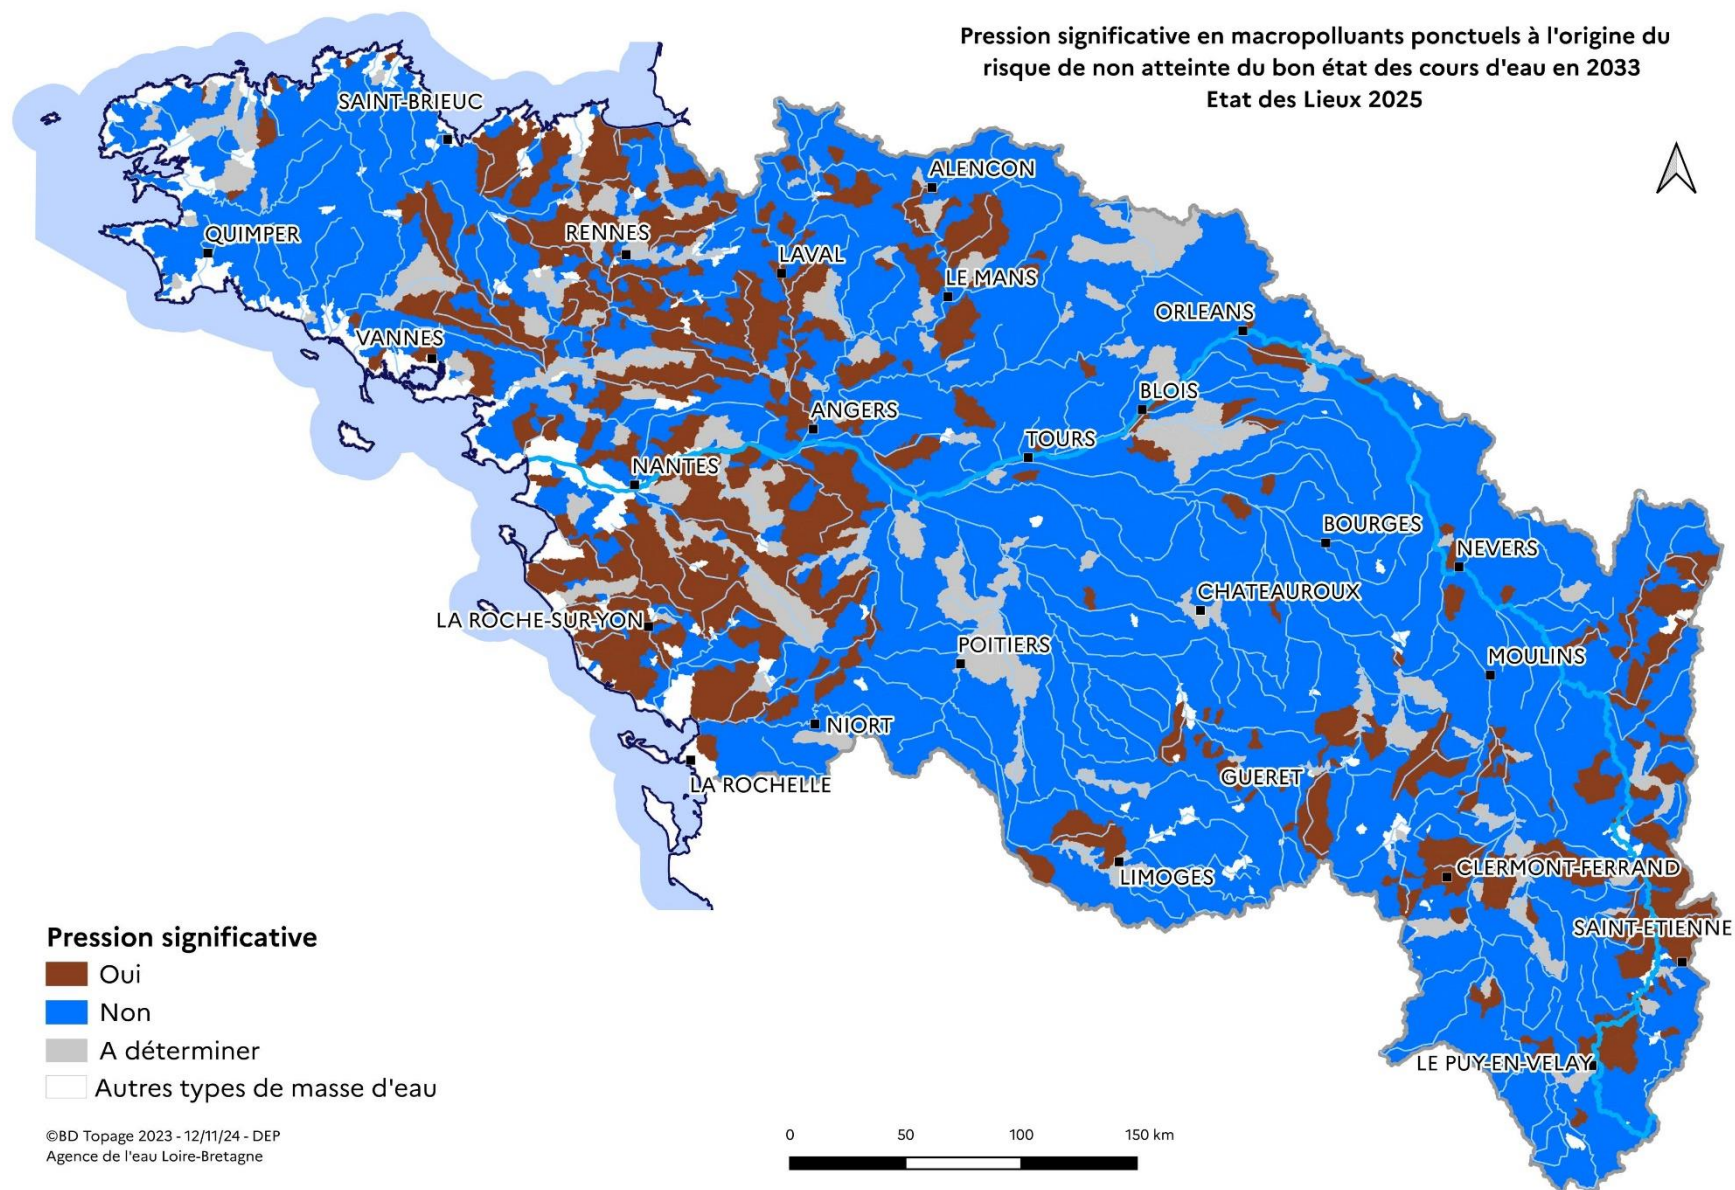 Pression significative en macropolluants ponctuels à l'origine du
risque de non atteinte du bon état des cours d'eau en 2033
Etat des Lieux 2025
SAINT-BRIEUC
ALENCON
QUIMPER
RENNES
LAVAL
LE MANS
ORLEANS
VANNES
BLOIS
ANGERS
TOURS
NANTES
BOURGES
NEVERS
CHATEAUROUX
LA ROCHE-SUR-YON
POITIERS
MOULINS
NIORT
GUERET
LA ROCHELLE
LIMOGES
CLERMONT-FERRAND
SAINT-ETIENNE
LE PUY-EN-VELAY
Pression significative
Oui
Non
A déterminer
Autres types de masse d'eau
©BD Topage 2023 - 12/11/24 - DEP
Agence de l'eau Loire-Bretagne
0 50 100 150 km